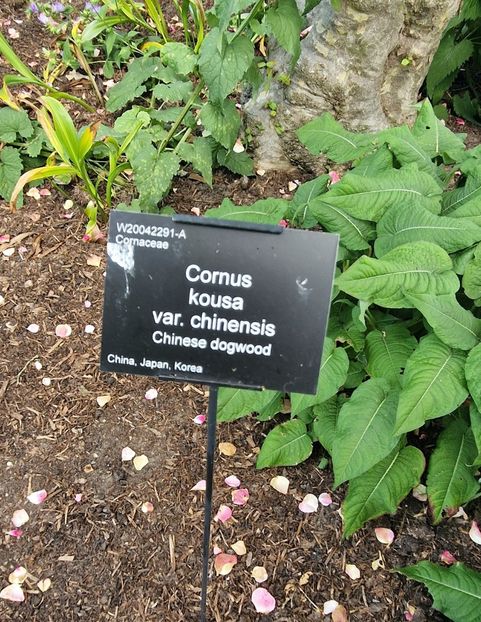 W20042291-A
Cornaceae
Cornus
kousa
var. chinensis
Chinese dogwood
China, Japan, Korea